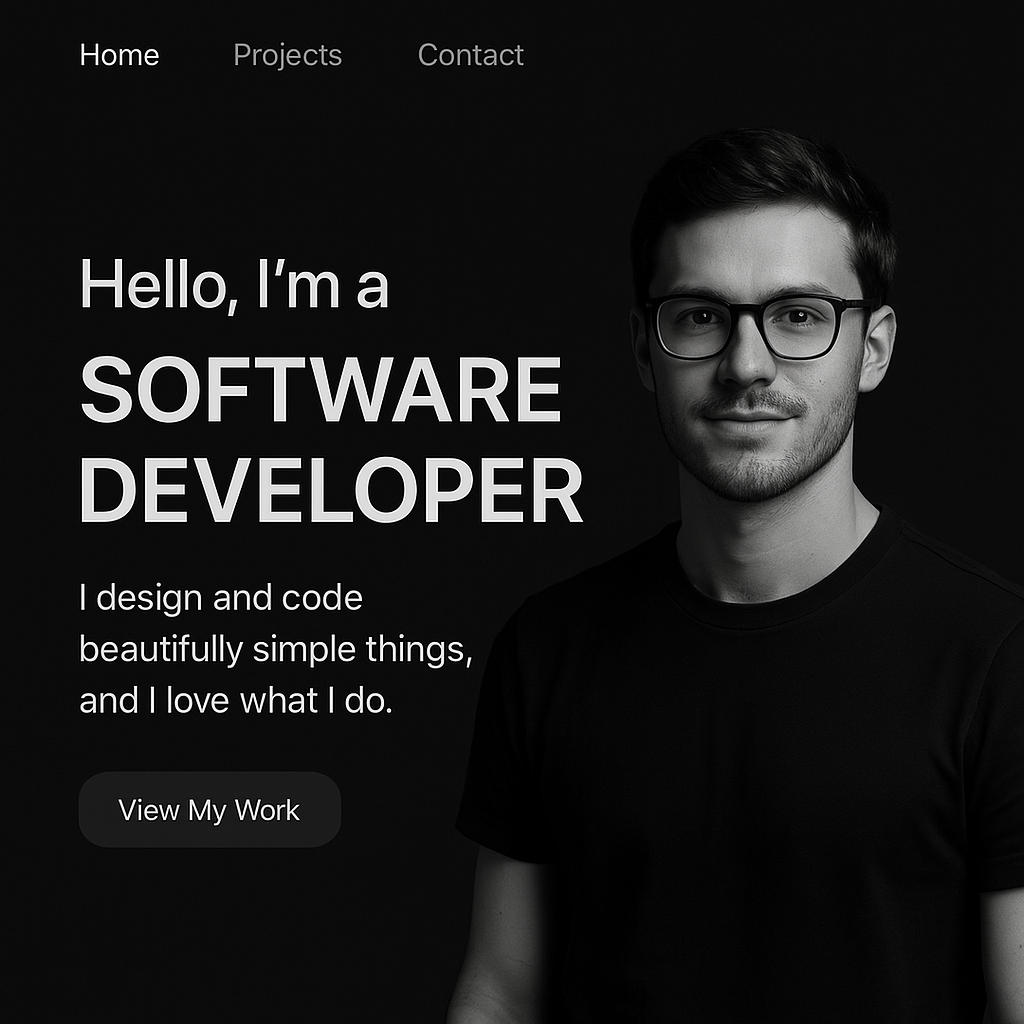 Home Projects Contact
Hello, I’m a
SOFTWARE
DEVELOPER
I design and code
beautifully simple things,
and I love what I do.
View My Work